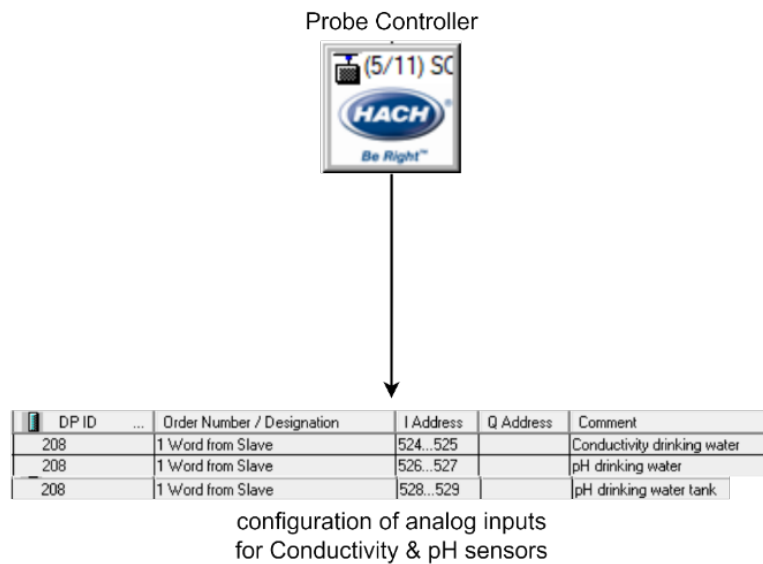 Probe Controller
(5/11) SC
HACH®
Be Right™
DP ID ... Order Number / Designation I Address Q Address Comment
208 1 Word from Slave 524...525 Conductivity drinking water
208 1 Word from Slave 526...527 pH drinking water
208 1 Word from Slave 528...529 pH drinking water tank
configuration of analog inputs
for Conductivity & pH sensors